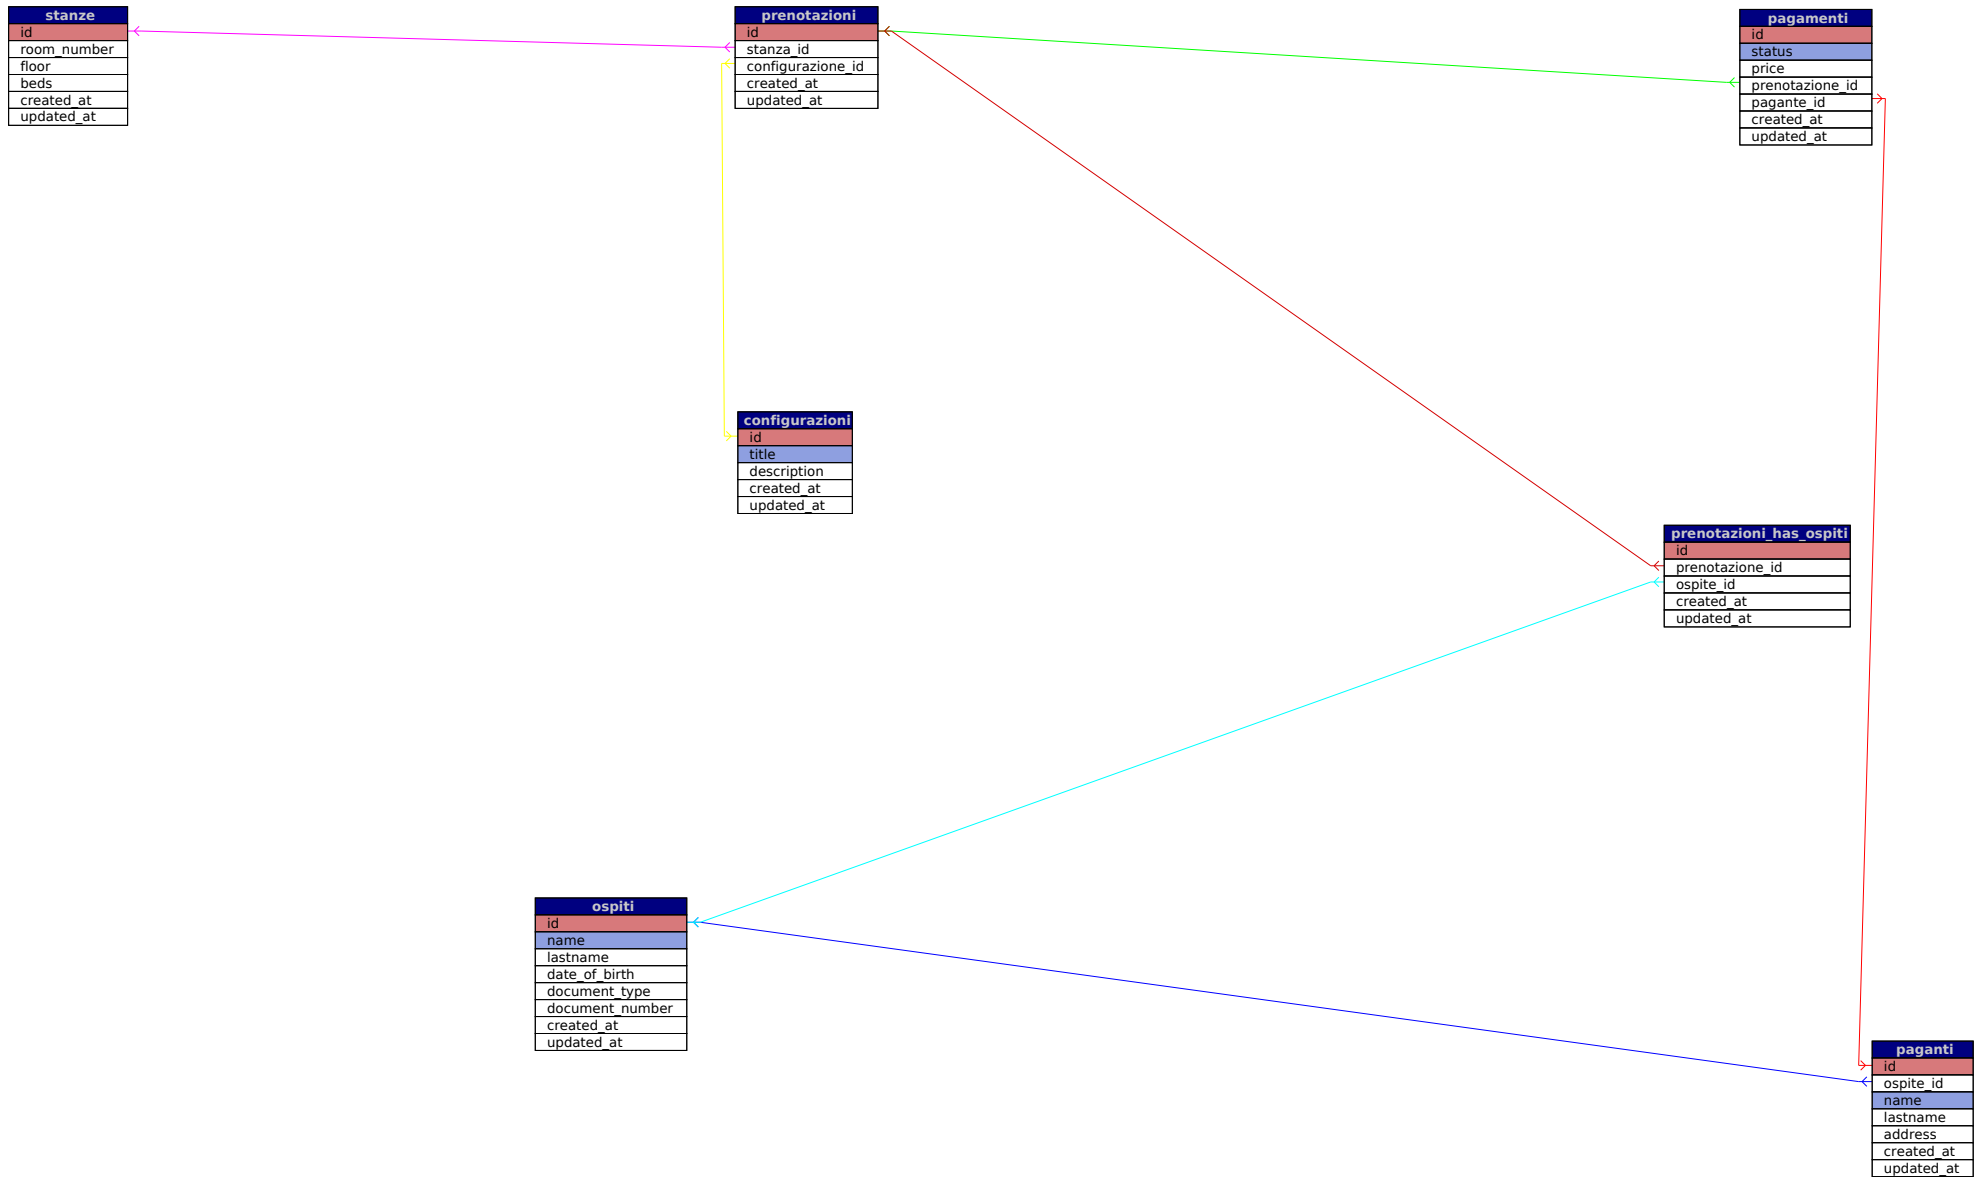 stanze
id
room_number
floor
beds
created_at
updated_at
prenotazioni
id
stanza_id
configurazione_id
created_at
updated_at
pagamenti
id
status
price
prenotazione_id
pagante_id
created_at
updated_at
configurazioni
id
title
description
created_at
updated_at
prenotazioni_has_ospiti
id
prenotazione_id
ospite_id
created_at
updated_at
ospiti
id
name
lastname
date_of_birth
document_type
document_number
created_at
updated_at
paganti
id
ospite_id
name
lastname
address
created_at
updated_at